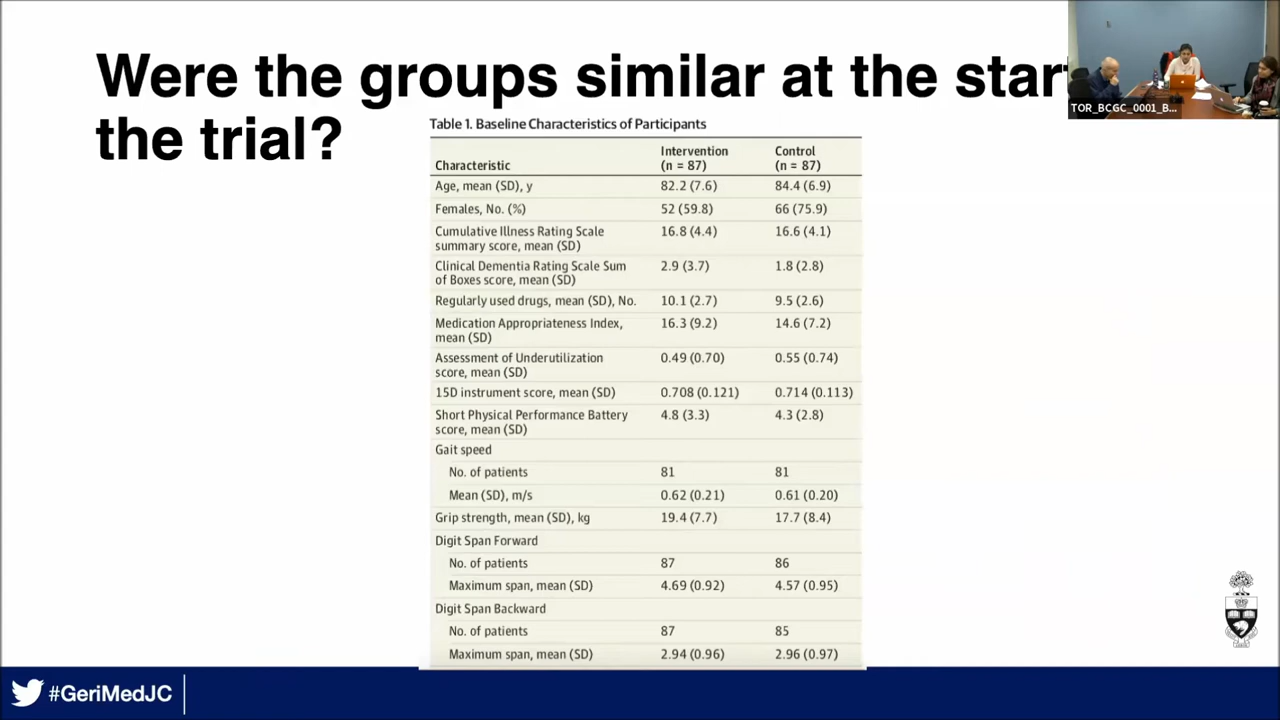 Were the groups similar at the star
the trial?
TOR_BCGC_0001_B...
Table 1. Baseline Characteristics of Participants
Characteristic Intervention (n = 87) Control (n = 87)
Age, mean (SD), y 82.2 (7.6) 84.4 (6.9)
Females, No. (%) 52 (59.8) 66 (75.9)
Cumulative Illness Rating Scale 16.8 (4.4) 16.6 (4.1)
summary score, mean (SD)
Clinical Dementia Rating Scale Sum 2.9 (3.7) 1.8 (2.8)
of Boxes score, mean (SD)
Regularly used drugs, mean (SD), No. 10.1 (2.7) 9.5 (2.6)
Medication Appropriateness Index, 16.3 (9.2) 14.6 (7.2)
mean (SD)
Assessment of Underutilization 0.49 (0.70) 0.55 (0.74)
score, mean (SD)
15D instrument score, mean (SD) 0.708 (0.121) 0.714 (0.113)
Short Physical Performance Battery 4.8 (3.3) 4.3 (2.8)
score, mean (SD)
Gait speed
No. of patients 81 81
Mean (SD), m/s 0.62 (0.21) 0.61 (0.20)
Grip strength, mean (SD), kg 19.4 (7.7) 17.7 (8.4)
Digit Span Forward
No. of patients 87 86
Maximum span, mean (SD) 4.69 (0.92) 4.57 (0.95)
Digit Span Backward
No. of patients 87 85
Maximum span, mean (SD) 2.94 (0.96) 2.96 (0.97)
#GeriMedJC